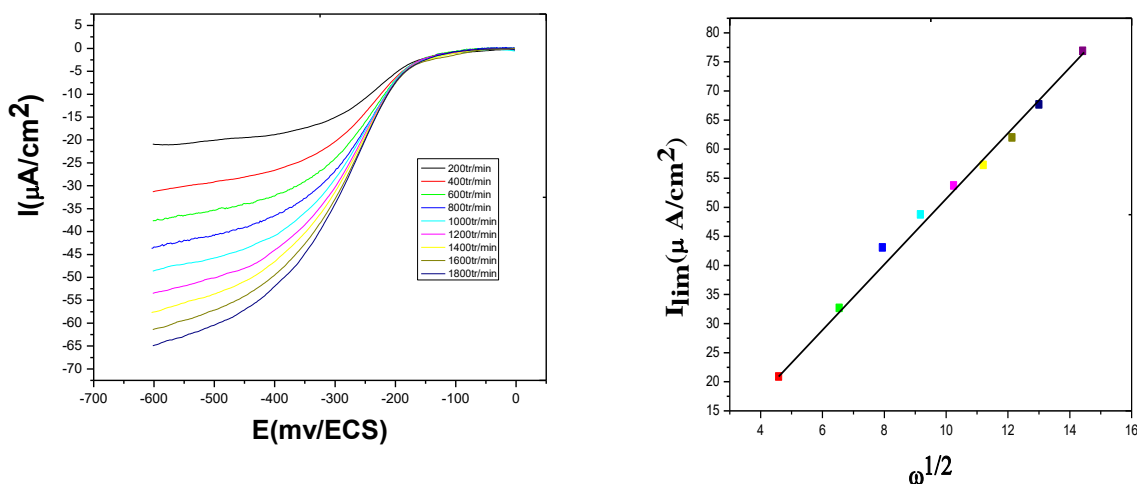 5
0
-5
-10
-15
-20
-25
-30
-35
-40
-45
-50
-55
-60
-65
-70
I(μA/cm²)
-700 -600 -500 -400 -300 -200 -100 0
E(mv/ECS)
200tr/min
400tr/min
600tr/min
800tr/min
1000tr/min
1200tr/min
1400tr/min
1600tr/min
1800tr/min
80
75
70
65
60
55
50
45
40
35
30
25
20
15
I_lim(μ A/cm²)
4 6 8 10 12 14 16
ω^1/2